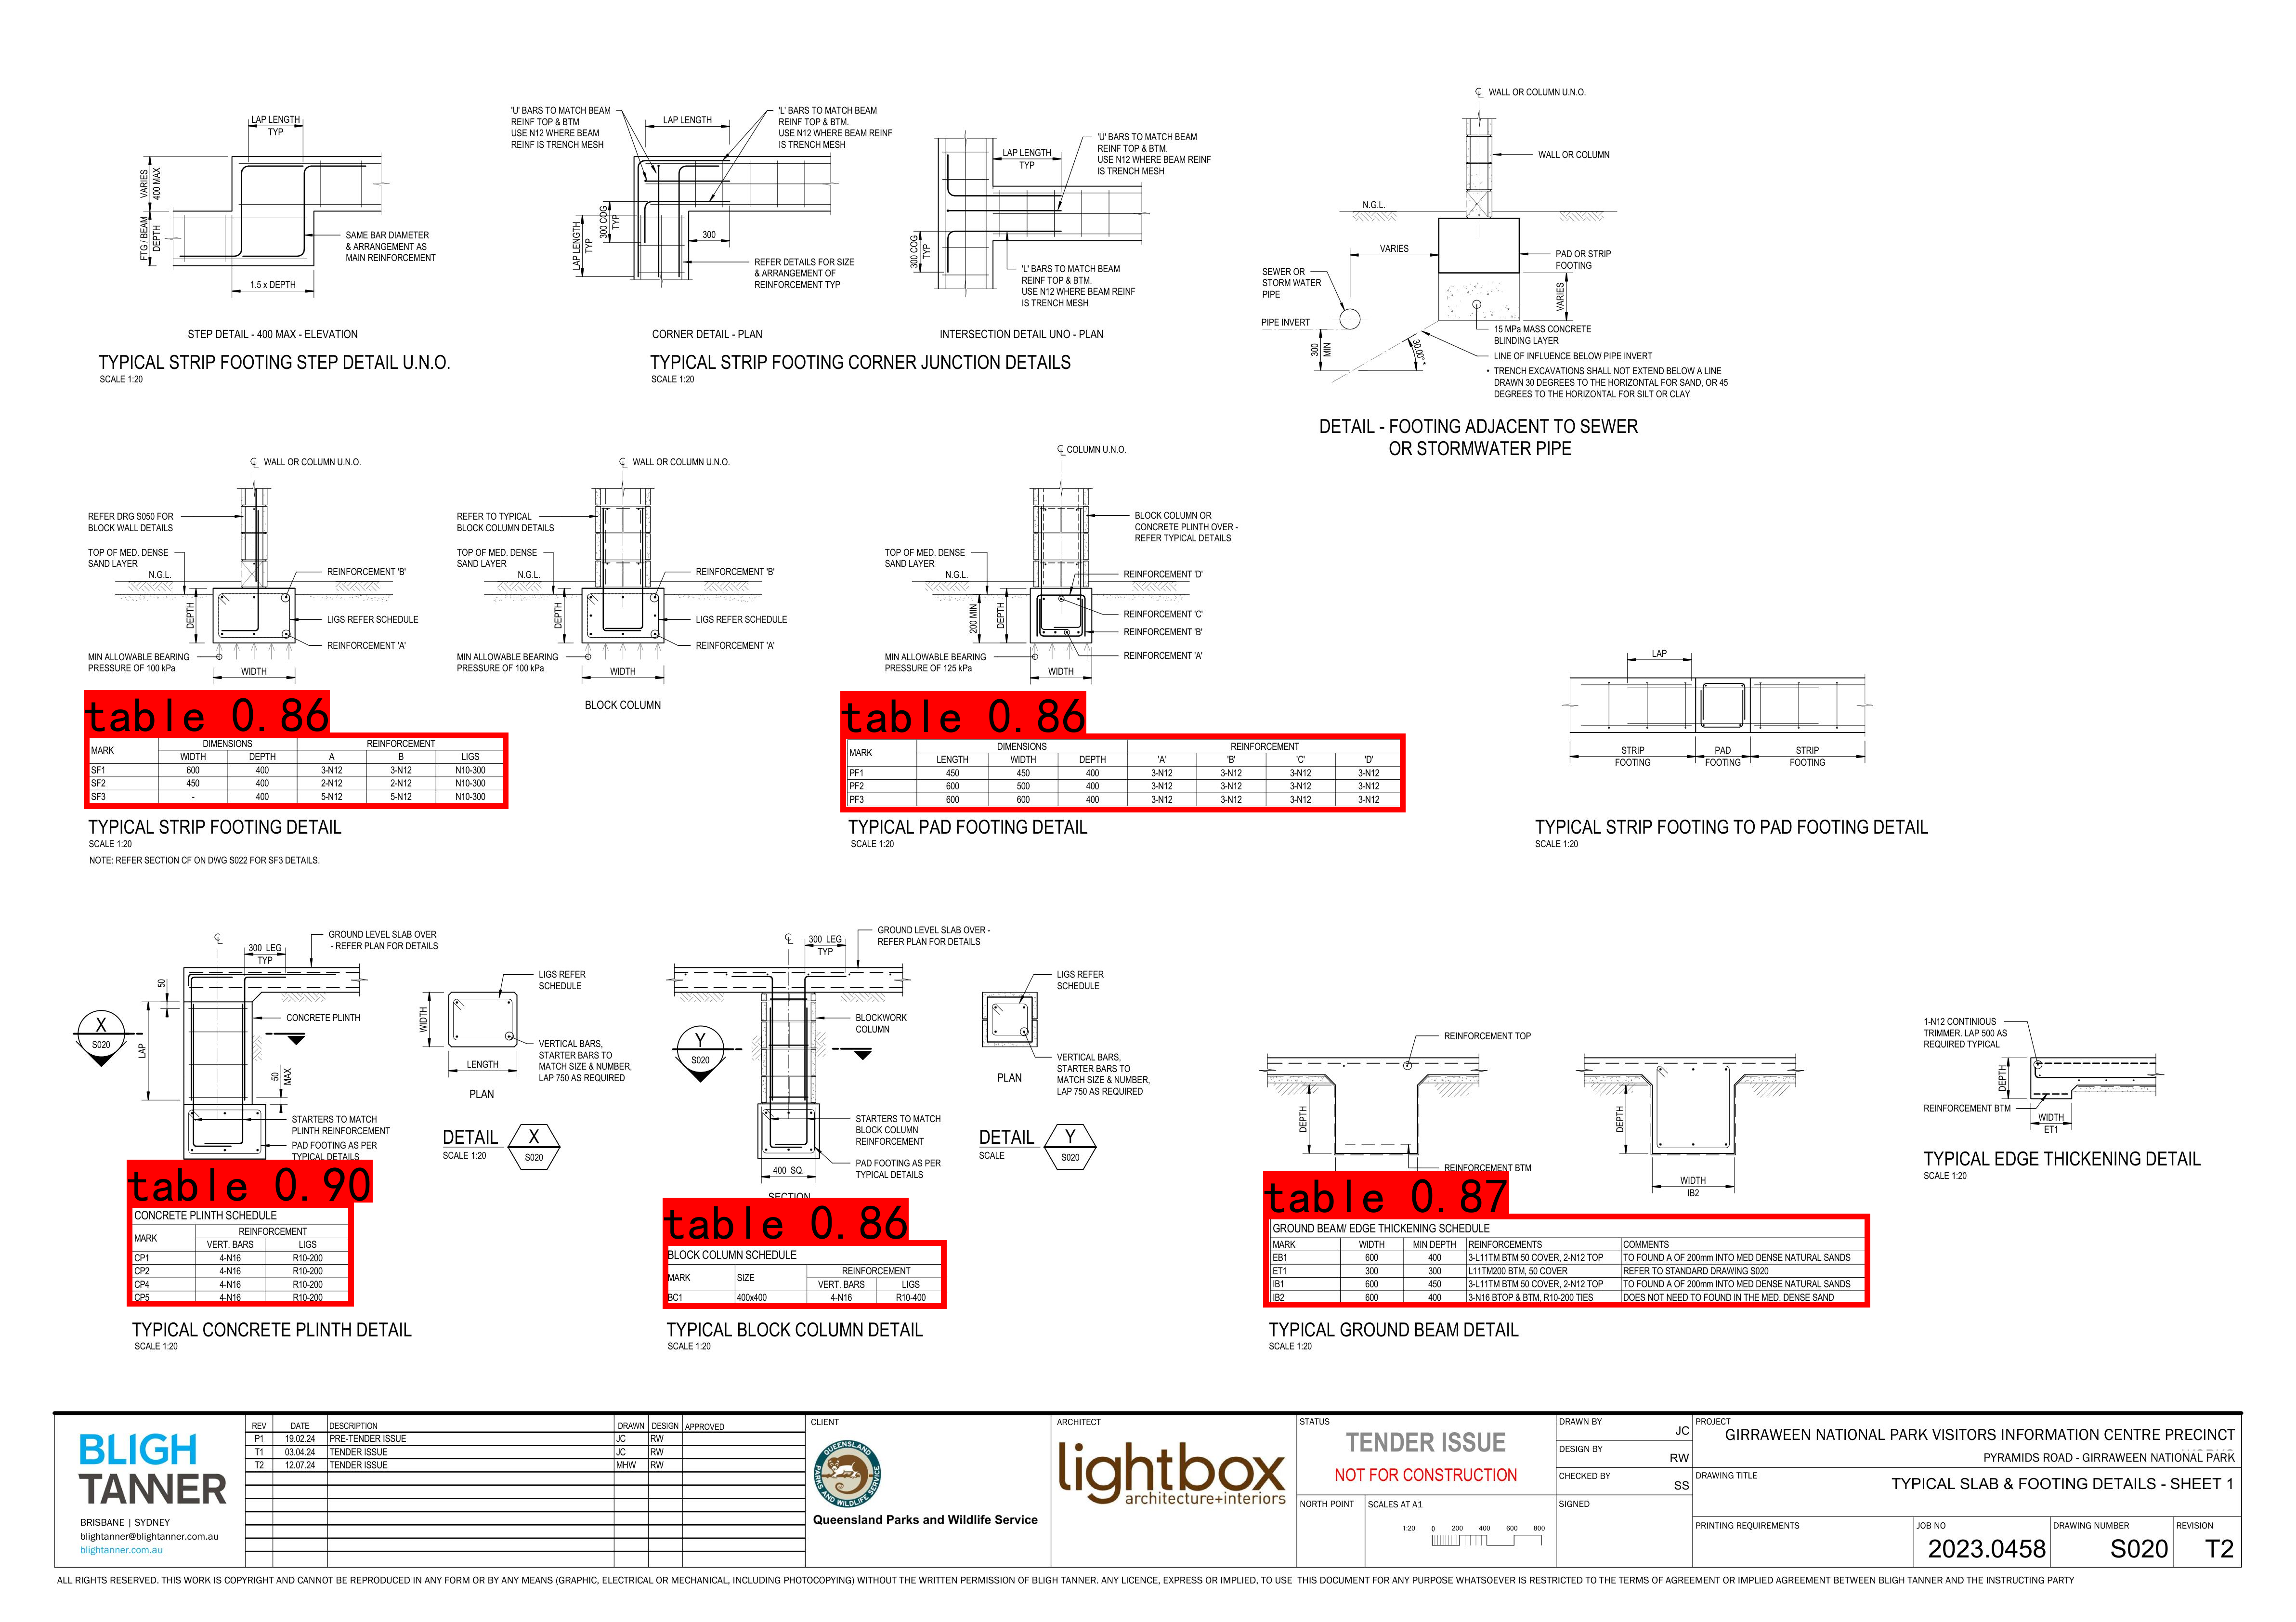 LAP LENGTH
TYP
VARIES
400 MAX
FTG / BEAM
DEPTH
SAME BAR DIAMETER
& ARRANGEMENT AS
MAIN REINFORCEMENT
1.5 x DEPTH
STEP DETAIL - 400 MAX - ELEVATION
TYPICAL STRIP FOOTING STEP DETAIL U.N.O.
SCALE 1:20
'U' BARS TO MATCH BEAM
REINF TOP & BTM
USE N12 WHERE BEAM
REINF IS TRENCH MESH
LAP LENGTH
'L' BARS TO MATCH BEAM
REINF TOP & BTM.
USE N12 WHERE BEAM REINF
IS TRENCH MESH
LAP LENGTH
TYP
300 COG
TYP
300
REFER DETAILS FOR SIZE
& ARRANGEMENT OF
REINFORCEMENT TYP
CORNER DETAIL - PLAN
LAP LENGTH
TYP
'U' BARS TO MATCH BEAM
REINF TOP & BTM.
USE N12 WHERE BEAM REINF
IS TRENCH MESH
300 COG
TYP
'L' BARS TO MATCH BEAM
REINF TOP & BTM.
USE N12 WHERE BEAM REINF
IS TRENCH MESH
INTERSECTION DETAIL UNO - PLAN
TYPICAL STRIP FOOTING CORNER JUNCTION DETAILS
SCALE 1:20
WALL OR COLUMN U.N.O.
WALL OR COLUMN
N.G.L.
VARIES
PAD OR STRIP
FOOTING
SEWER OR
STORM WATER
PIPE
VARIES
PIPE INVERT
300
MIN
30.00° *
15 MPa MASS CONCRETE
BLINDING LAYER
LINE OF INFLUENCE BELOW PIPE INVERT
* TRENCH EXCAVATIONS SHALL NOT EXTEND BELOW A LINE
DRAWN 30 DEGREES TO THE HORIZONTAL FOR SAND, OR 45
DEGREES TO THE HORIZONTAL FOR SILT OR CLAY
DETAIL - FOOTING ADJACENT TO SEWER
OR STORMWATER PIPE
WALL OR COLUMN U.N.O.
REFER DRG S050 FOR
BLOCK WALL DETAILS
TOP OF MED. DENSE
SAND LAYER
N.G.L.
REINFORCEMENT 'B'
DEPTH
LIGS REFER SCHEDULE
REINFORCEMENT 'A'
MIN ALLOWABLE BEARING
PRESSURE OF 100 kPa
WIDTH
WALL OR COLUMN U.N.O.
REFER TO TYPICAL
BLOCK COLUMN DETAILS
TOP OF MED. DENSE
SAND LAYER
N.G.L.
REINFORCEMENT 'B'
DEPTH
LIGS REFER SCHEDULE
REINFORCEMENT 'A'
MIN ALLOWABLE BEARING
PRESSURE OF 100 kPa
WIDTH
BLOCK COLUMN
COLUMN U.N.O.
BLOCK COLUMN OR
CONCRETE PLINTH OVER -
REFER TYPICAL DETAILS
TOP OF MED. DENSE
SAND LAYER
N.G.L.
REINFORCEMENT 'D'
200 MIN
DEPTH
REINFORCEMENT 'C'
REINFORCEMENT 'B'
REINFORCEMENT 'A'
MIN ALLOWABLE BEARING
PRESSURE OF 125 kPa
WIDTH
LAP
STRIP
FOOTING
PAD
FOOTING
STRIP
FOOTING
TYPICAL STRIP FOOTING TO PAD FOOTING DETAIL
SCALE 1:20
table 0.86
MARK DIMENSIONS REINFORCEMENT
WIDTH DEPTH A B LIGS
SF1 600 400 3-N12 3-N12 N10-300
SF2 450 400 2-N12 2-N12 N10-300
SF3 - 400 5-N12 5-N12 N10-300
TYPICAL STRIP FOOTING DETAIL
SCALE 1:20
NOTE: REFER SECTION CF ON DWG S022 FOR SF3 DETAILS.
table 0.86
MARK DIMENSIONS REINFORCEMENT
LENGTH WIDTH DEPTH 'A' 'B' 'C' 'D'
PF1 450 450 400 3-N12 3-N12 3-N12 3-N12
PF2 600 500 400 3-N12 3-N12 3-N12 3-N12
PF3 600 600 400 3-N12 3-N12 3-N12 3-N12
TYPICAL PAD FOOTING DETAIL
SCALE 1:20
300 LEG
TYP
GROUND LEVEL SLAB OVER
- REFER PLAN FOR DETAILS
50
CONCRETE PLINTH
X
S020
LAP
50
MAX
STARTERS TO MATCH
PLINTH REINFORCEMENT
PAD FOOTING AS PER
TYPICAL DETAILS
LIGS REFER
SCHEDULE
WIDTH
LENGTH
VERTICAL BARS,
STARTER BARS TO
MATCH SIZE & NUMBER,
LAP 750 AS REQUIRED
PLAN
DETAIL X
SCALE 1:20 S020
table 0.90
CONCRETE PLINTH SCHEDULE
MARK REINFORCEMENT
VERT. BARS LIGS
CP1 4-N16 R10-200
CP2 4-N16 R10-200
CP4 4-N16 R10-200
CP5 4-N16 R10-200
TYPICAL CONCRETE PLINTH DETAIL
SCALE 1:20
300 LEG
TYP
GROUND LEVEL SLAB OVER -
REFER PLAN FOR DETAILS
BLOCKWORK
COLUMN
Y
S020
STARTERS TO MATCH
BLOCK COLUMN
REINFORCEMENT
PAD FOOTING AS PER
TYPICAL DETAILS
400 SQ.
SECTION
LIGS REFER
SCHEDULE
VERTICAL BARS,
STARTER BARS TO
MATCH SIZE & NUMBER,
LAP 750 AS REQUIRED
PLAN
DETAIL Y
SCALE S020
table 0.86
BLOCK COLUMN SCHEDULE
MARK SIZE REINFORCEMENT
VERT. BARS LIGS
BC1 400x400 4-N16 R10-400
TYPICAL BLOCK COLUMN DETAIL
SCALE 1:20
REINFORCEMENT TOP
DEPTH
REINFORCEMENT BTM
DEPTH
WIDTH
IB2
table 0.87
GROUND BEAM/ EDGE THICKENING SCHEDULE
MARK WIDTH MIN DEPTH REINFORCEMENTS COMMENTS
EB1 600 400 3-L11TM BTM 50 COVER, 2-N12 TOP TO FOUND A OF 200mm INTO MED DENSE NATURAL SANDS
ET1 300 300 L11TM200 BTM, 50 COVER REFER TO STANDARD DRAWING S020
IB1 600 450 3-L11TM BTM 50 COVER, 2-N12 TOP TO FOUND A OF 200mm INTO MED DENSE NATURAL SANDS
IB2 600 400 3-N16 BTOP & BTM, R10-200 TIES DOES NOT NEED TO FOUND IN THE MED. DENSE SAND
TYPICAL GROUND BEAM DETAIL
SCALE 1:20
1-N12 CONTINIOUS
TRIMMER. LAP 500 AS
REQUIRED TYPICAL
DEPTH
REINFORCEMENT BTM
WIDTH
ET1
TYPICAL EDGE THICKENING DETAIL
SCALE 1:20
BLIGH
TANNER
BRISBANE | SYDNEY
blightanner@blightanner.com.au
blightanner.com.au
REV DATE DESCRIPTION DRAWN DESIGN APPROVED
P1 19.02.24 PRE-TENDER ISSUE JC RW
T1 03.04.24 TENDER ISSUE JC RW
T2 12.07.24 TENDER ISSUE MHW RW
CLIENT
QUEENSLAND
PARKS AND WILDLIFE SERVICE
Queensland Parks and Wildlife Service
ARCHITECT
lightbox
architecture+interiors
STATUS
TENDER ISSUE
NOT FOR CONSTRUCTION
NORTH POINT
SCALES AT A1
1:20 0 200 400 600 800
DRAWN BY JC
DESIGN BY RW
CHECKED BY SS
SIGNED
PROJECT
GIRRAWEEN NATIONAL PARK VISITORS INFORMATION CENTRE PRECINCT
PYRAMIDS ROAD - GIRRAWEEN NATIONAL PARK
DRAWING TITLE
TYPICAL SLAB & FOOTING DETAILS - SHEET 1
PRINTING REQUIREMENTS
JOB NO
2023.0458
DRAWING NUMBER
S020
REVISION
T2
ALL RIGHTS RESERVED. THIS WORK IS COPYRIGHT AND CANNOT BE REPRODUCED IN ANY FORM OR BY ANY MEANS (GRAPHIC, ELECTRICAL OR MECHANICAL, INCLUDING PHOTOCOPYING) WITHOUT THE WRITTEN PERMISSION OF BLIGH TANNER. ANY LICENCE, EXPRESS OR IMPLIED, TO USE THIS DOCUMENT FOR ANY PURPOSE WHATSOEVER IS RESTRICTED TO THE TERMS OF AGREEMENT OR IMPLIED AGREEMENT BETWEEN BLIGH TANNER AND THE INSTRUCTING PARTY